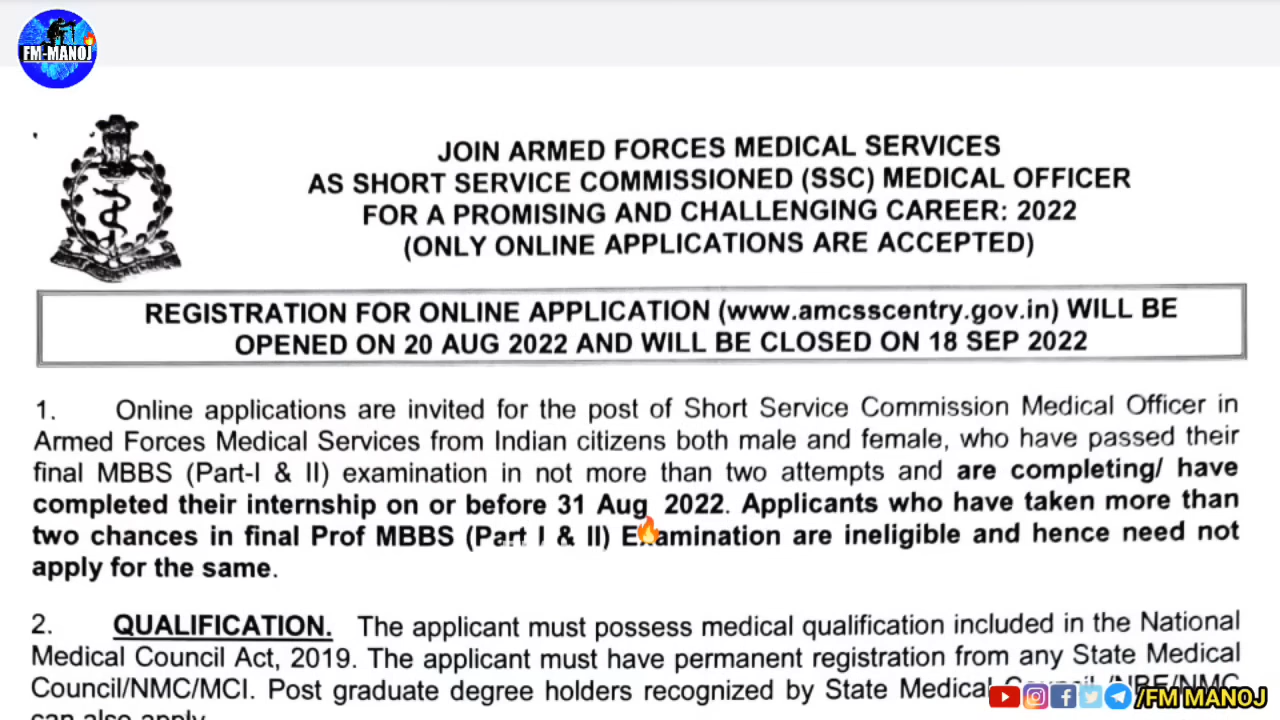 FM-MANOJ
JOIN ARMED FORCES MEDICAL SERVICES
AS SHORT SERVICE COMMISSIONED (SSC) MEDICAL OFFICER
FOR A PROMISING AND CHALLENGING CAREER: 2022
(ONLY ONLINE APPLICATIONS ARE ACCEPTED)
REGISTRATION FOR ONLINE APPLICATION (www.amcsscentry.gov.in) WILL BE
OPENED ON 20 AUG 2022 AND WILL BE CLOSED ON 18 SEP 2022
1. Online applications are invited for the post of Short Service Commission Medical Officer in
Armed Forces Medical Services from Indian citizens both male and female, who have passed their
final MBBS (Part-I & II) examination in not more than two attempts and are completing/ have
completed their internship on or before 31 Aug 2022. Applicants who have taken more than
two chances in final Prof MBBS (Part I & II) Examination are ineligible and hence need not
apply for the same.
2. QUALIFICATION. The applicant must possess medical qualification included in the National
Medical Council Act, 2019. The applicant must have permanent registration from any State Medical
Council/NMC/MCI. Post graduate degree holders recognized by State Medical Council /NBE/NMC
can also apply.
/FM MANOJ